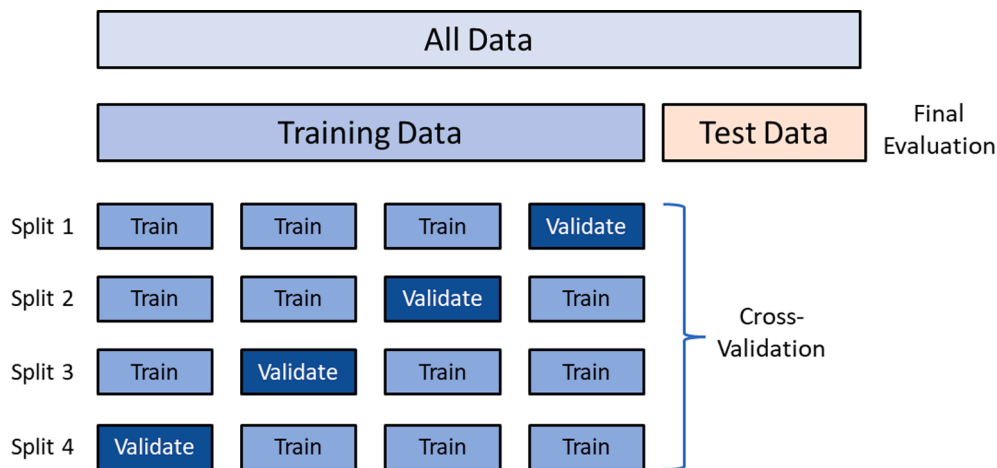 All Data
Training Data
Test Data
Final
Evaluation
Split 1
Train
Train
Train
Validate
Split 2
Train
Train
Validate
Train
Split 3
Train
Validate
Train
Train
Split 4
Validate
Train
Train
Train
Cross-
Validation